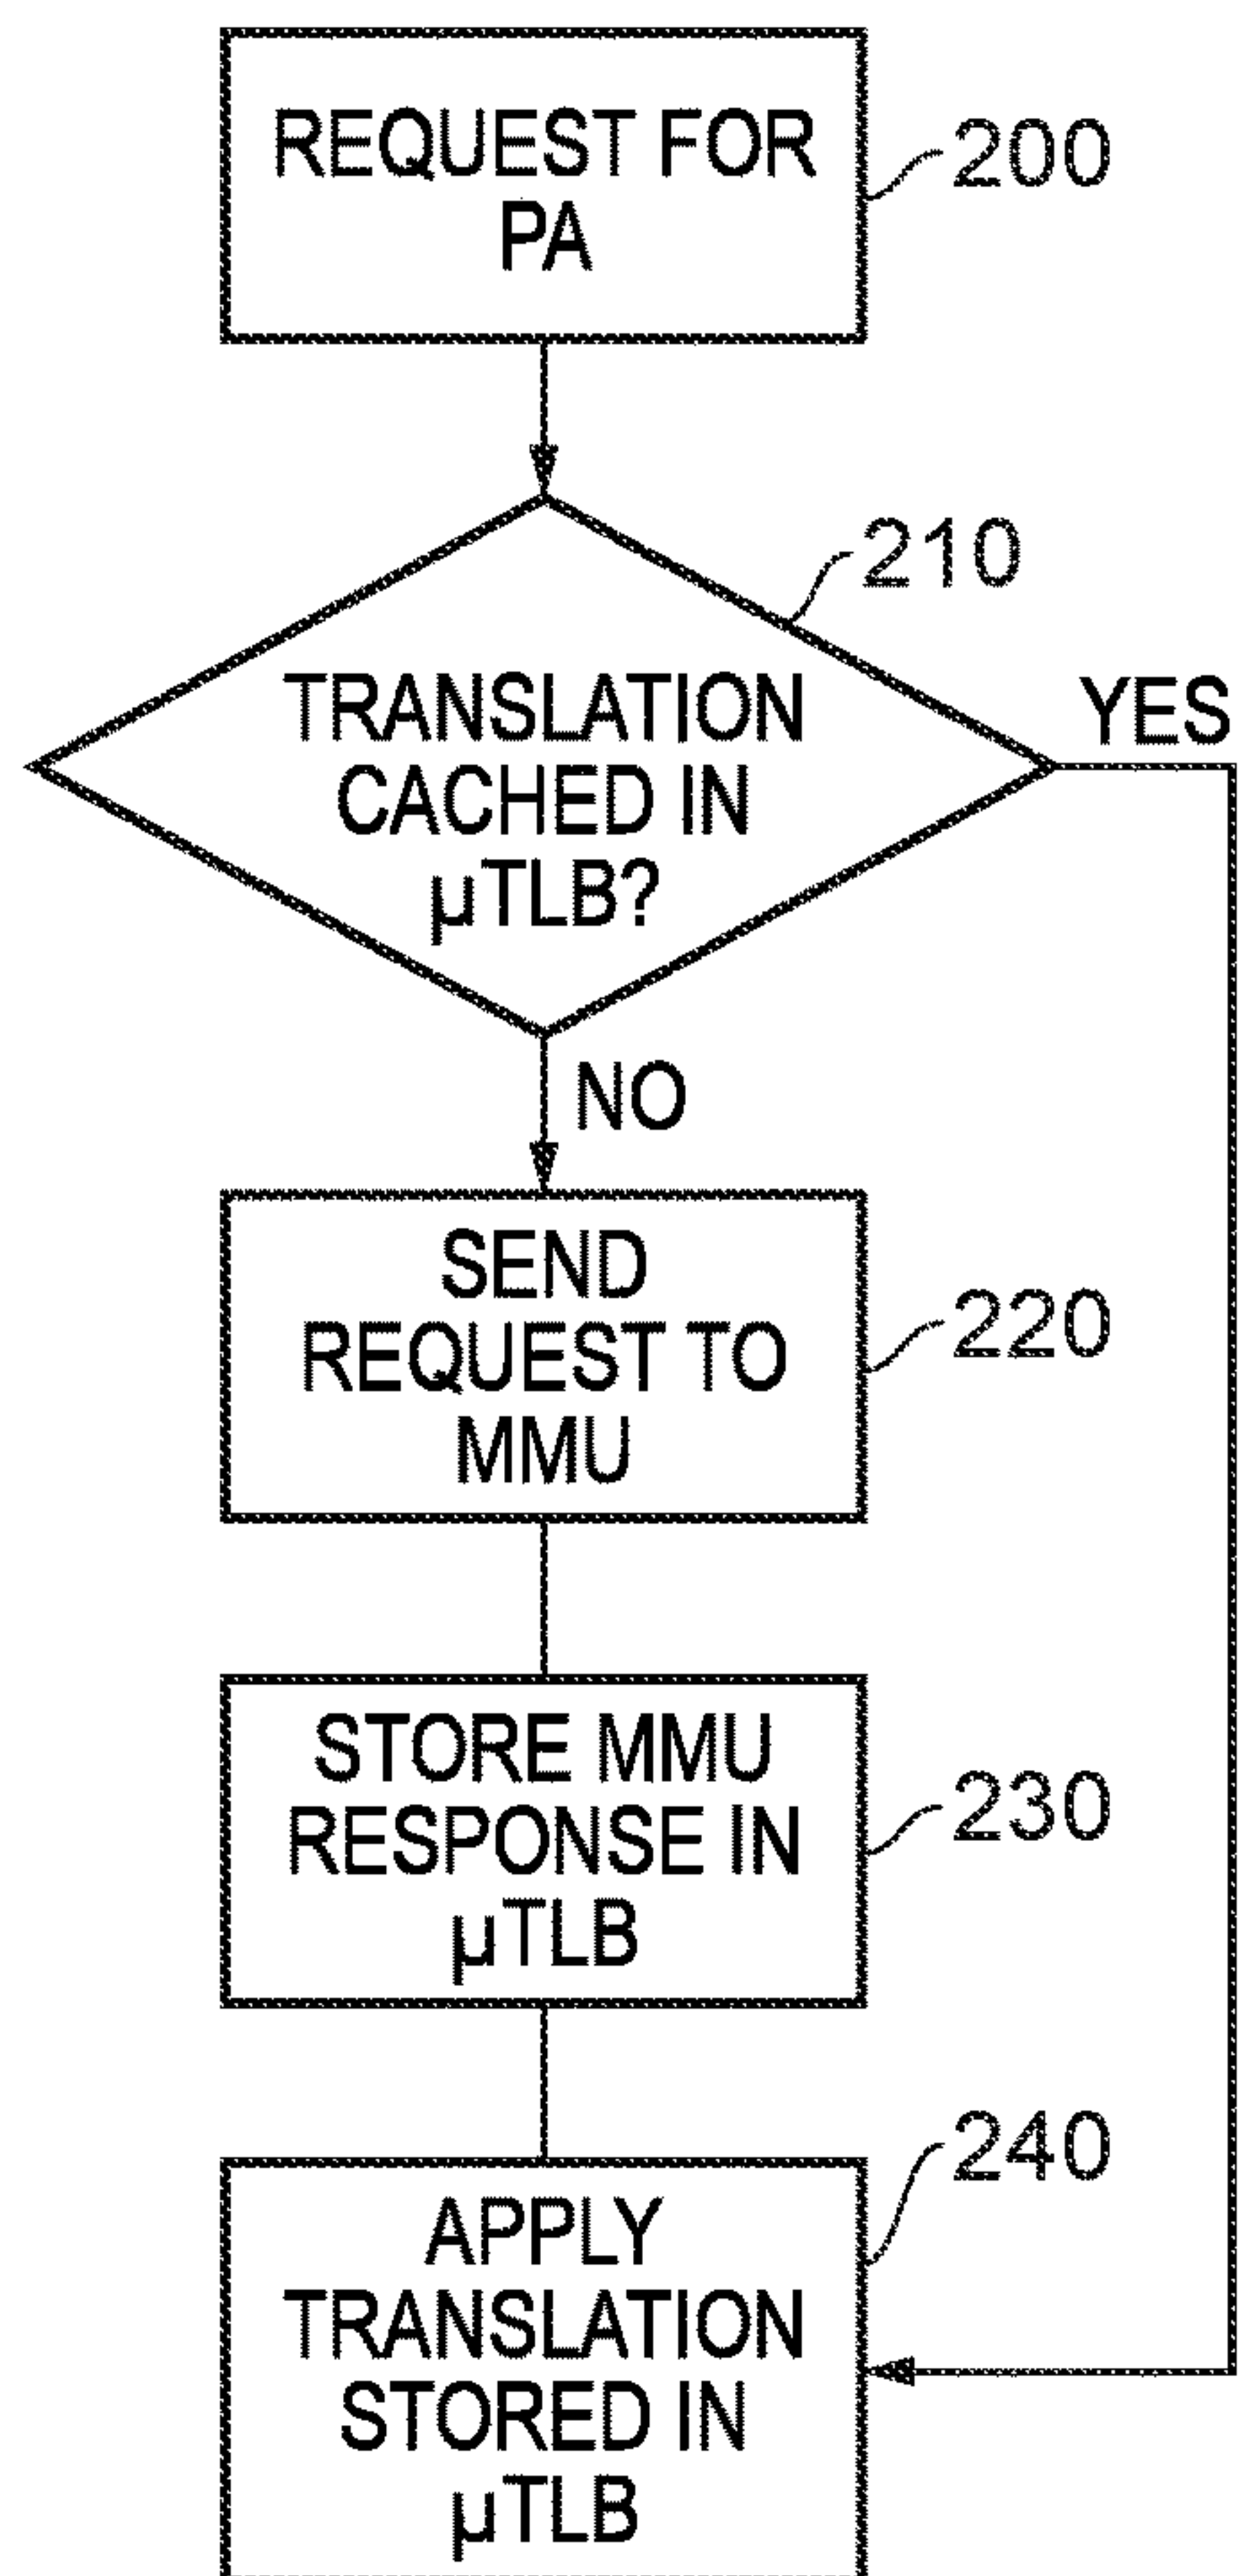 REQUEST FOR
PA
200
210
TRANSLATION
CACHED IN
µTLB?
YES
NO
SEND
REQUEST TO
MMU
220
STORE MMU
RESPONSE IN
µTLB
230
240
APPLY
TRANSLATION
STORED IN
µTLB